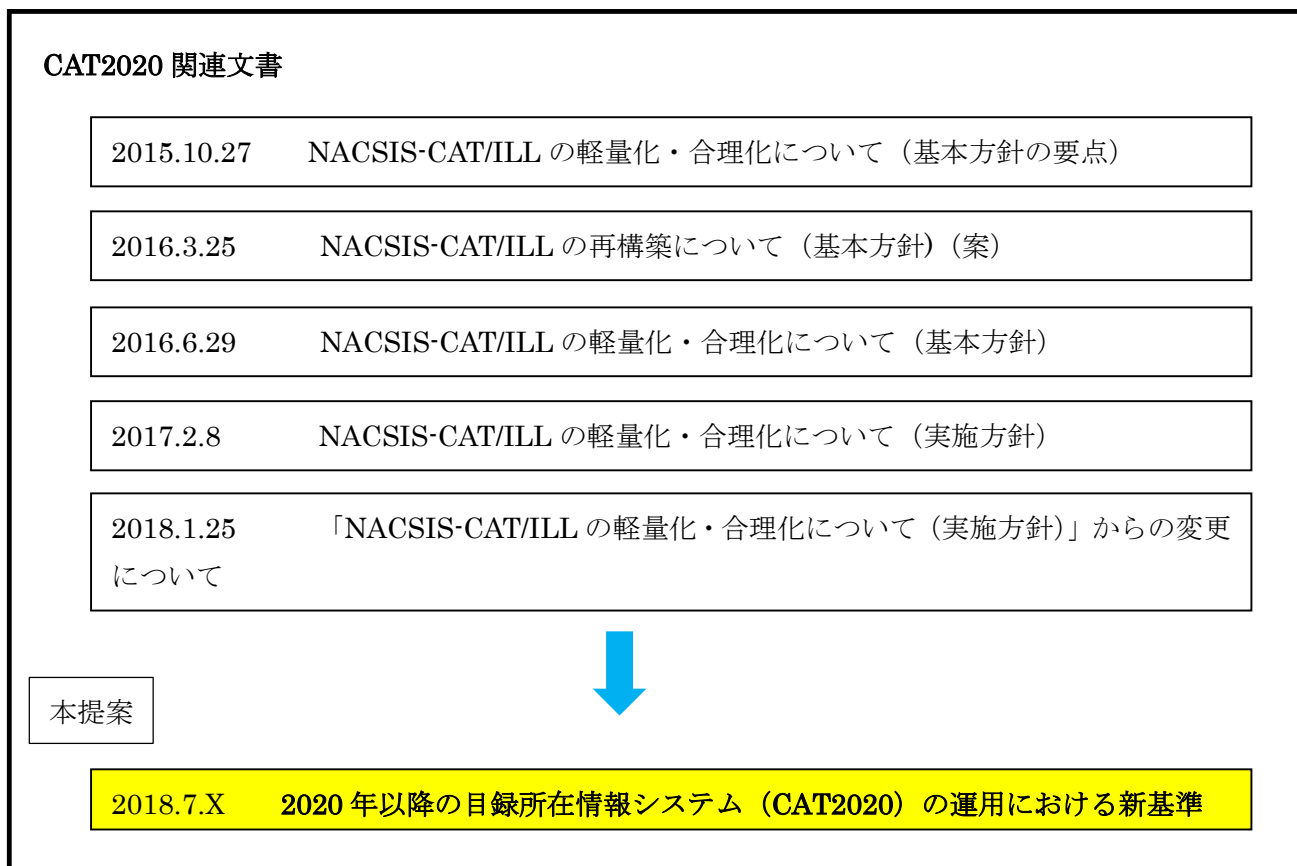 CAT2020 関連文書
2015.10.27 NACSIS-CAT/ILL の軽量化・合理化について（基本方針の要点）
2016.3.25 NACSIS-CAT/ILL の再構築について（基本方針)（案）
2016.6.29 NACSIS-CAT/ILL の軽量化・合理化について（基本方針）
2017.2.8 NACSIS-CAT/ILL の軽量化・合理化について（実施方針）
2018.1.25 「NACSIS-CAT/ILL の軽量化・合理化について（実施方針）」からの変更
について
本提案
2018.7.X 2020 年以降の目録所在情報システム（CAT2020）の運用における新基準